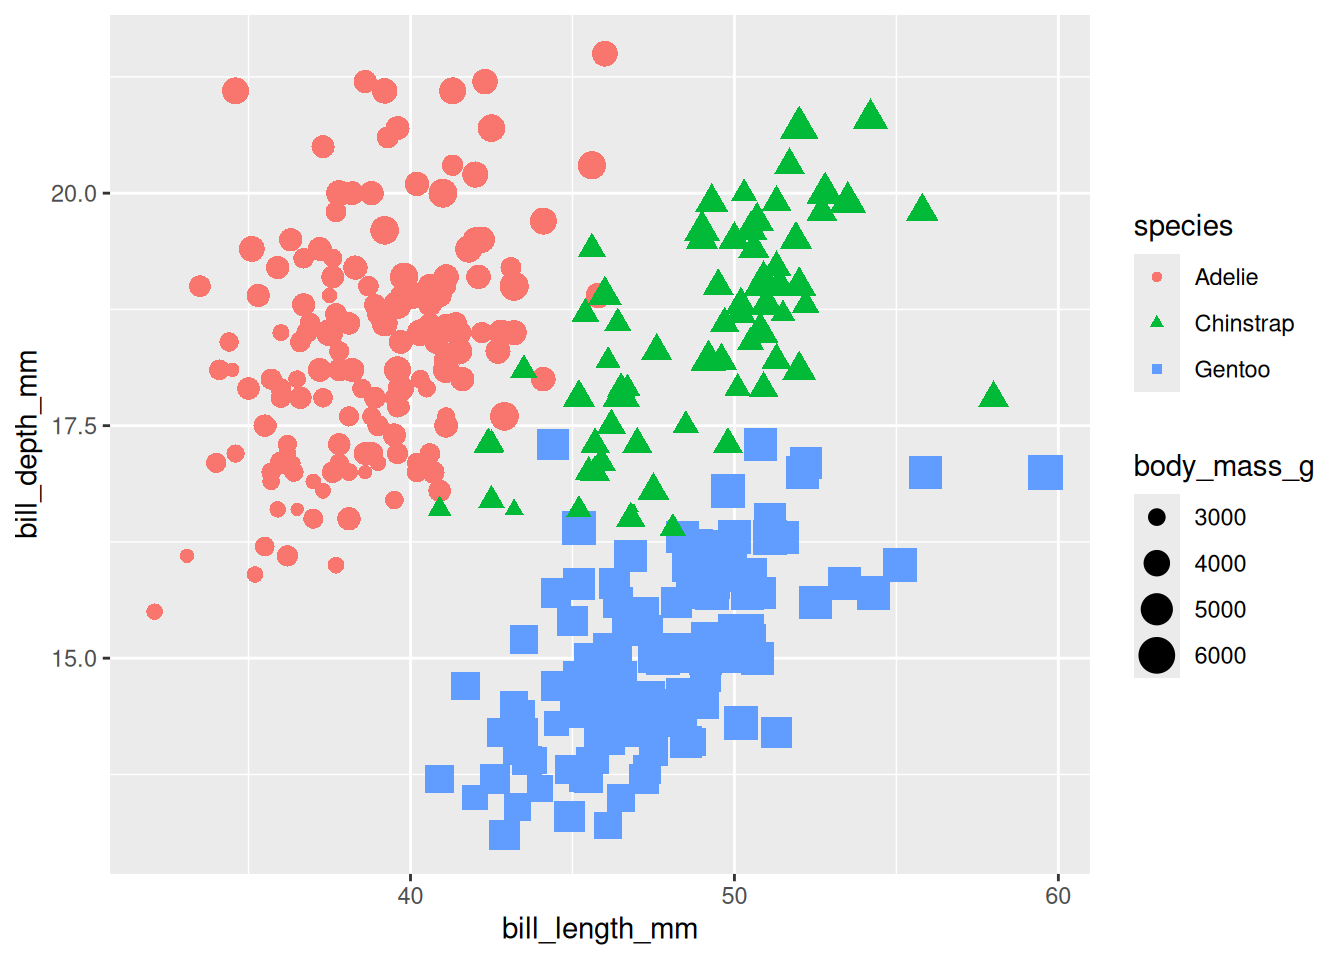 20.0
17.5
15.0
bill_depth_mm
40
50
60
bill_length_mm
species
Adelie
Chinstrap
Gentoo
body_mass_g
3000
4000
5000
6000